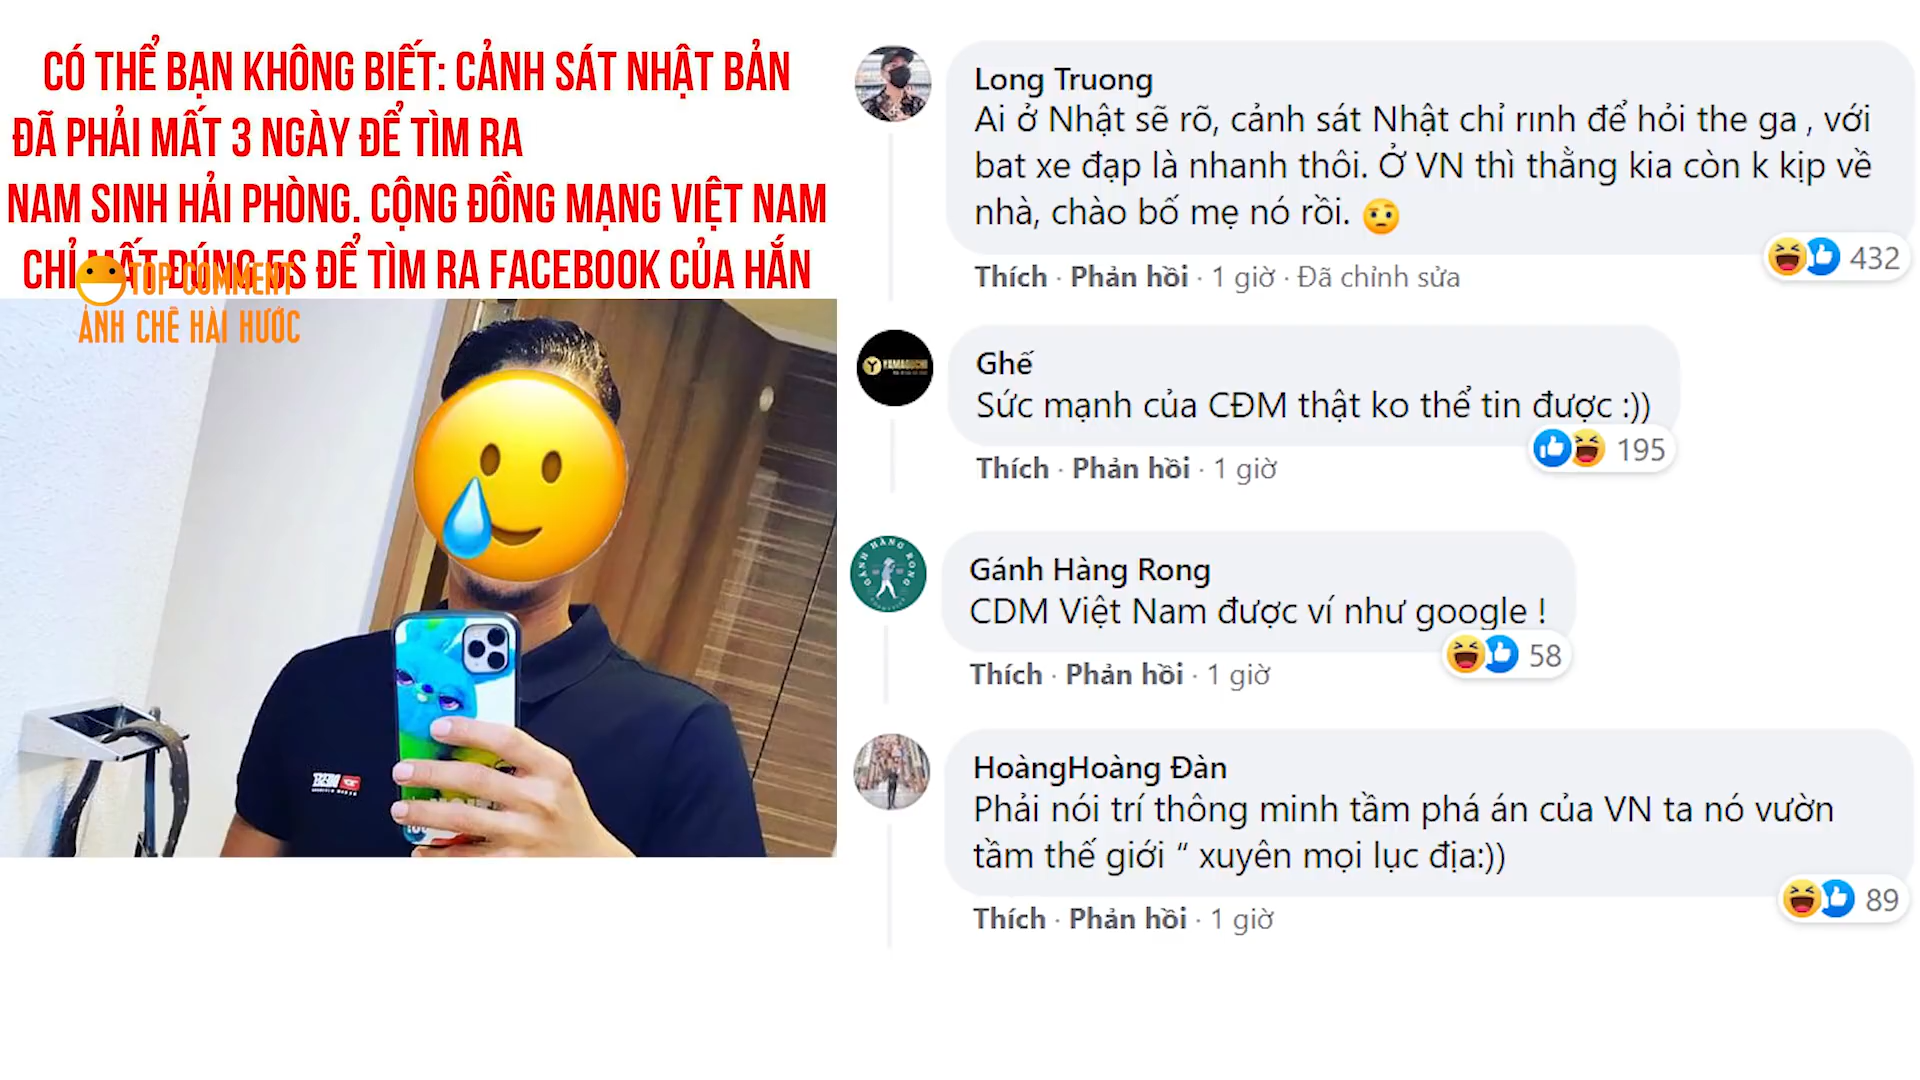 CÓ THỂ BẠN KHÔNG BIẾT: CẢNH SÁT NHẬT BẢN
ĐÃ PHẢI MẤT 3 NGÀY ĐỂ TÌM RA
NAM SINH HẢI PHÒNG. CỘNG ĐỒNG MẠNG VIỆT NAM
CHỈ MẤT ĐÚNG 5S ĐỂ TÌM RA FACEBOOK CỦA HẮN
TOP COMMENT
ẢNH CHẾ HÀI HƯỚC
Long Truong
Ai ở Nhật sẽ rõ, cảnh sát Nhật chỉ rınh để hỏi the ga , với
bat xe đạp là nhanh thôi. Ở VN thì thằng kia còn k kịp về
nhà, chào bố mẹ nó rồi. 🤨
432
Thích · Phản hồi · 1 giờ · Đã chỉnh sửa
YAMAGUCHI
Ghế
Sức mạnh của CĐM thật ko thể tin được :))
195
Thích · Phản hồi · 1 giờ
GÁNH HÀNG RONG
Gánh Hàng Rong
CDM Việt Nam được ví như google !
58
Thích · Phản hồi · 1 giờ
HoàngHoàng Đàn
Phải nói trí thông minh tầm phá án của VN ta nó vườn
tầm thế giới “ xuyên mọi lục địa:))
89
Thích · Phản hồi · 1 giờ